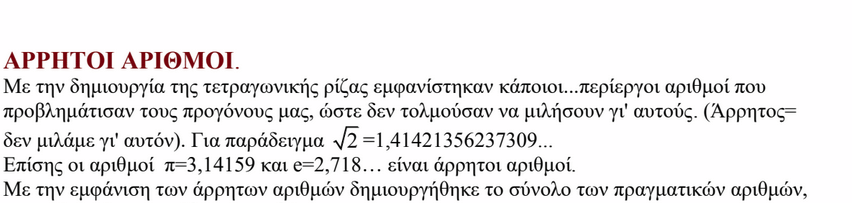 ΑΡΡΗΤΟΙ ΑΡΙΘΜΟΙ.
Με την δημιουργία της τετραγωνικής ρίζας εμφανίστηκαν κάποιοι...περίεργοι αριθμοί που
προβλημάτισαν τους προγόνους μας, ώστε δεν τολμούσαν να μιλήσουν γι' αυτούς. (Άρρητος=
δεν μιλάμε γι' αυτόν). Για παράδειγμα √2 =1,41421356237309...
Επίσης οι αριθμοί π=3,14159 και e=2,718… είναι άρρητοι αριθμοί.
Με την εμφάνιση των άρρητων αριθμών δημιουργήθηκε το σύνολο των πραγματικών αριθμών,